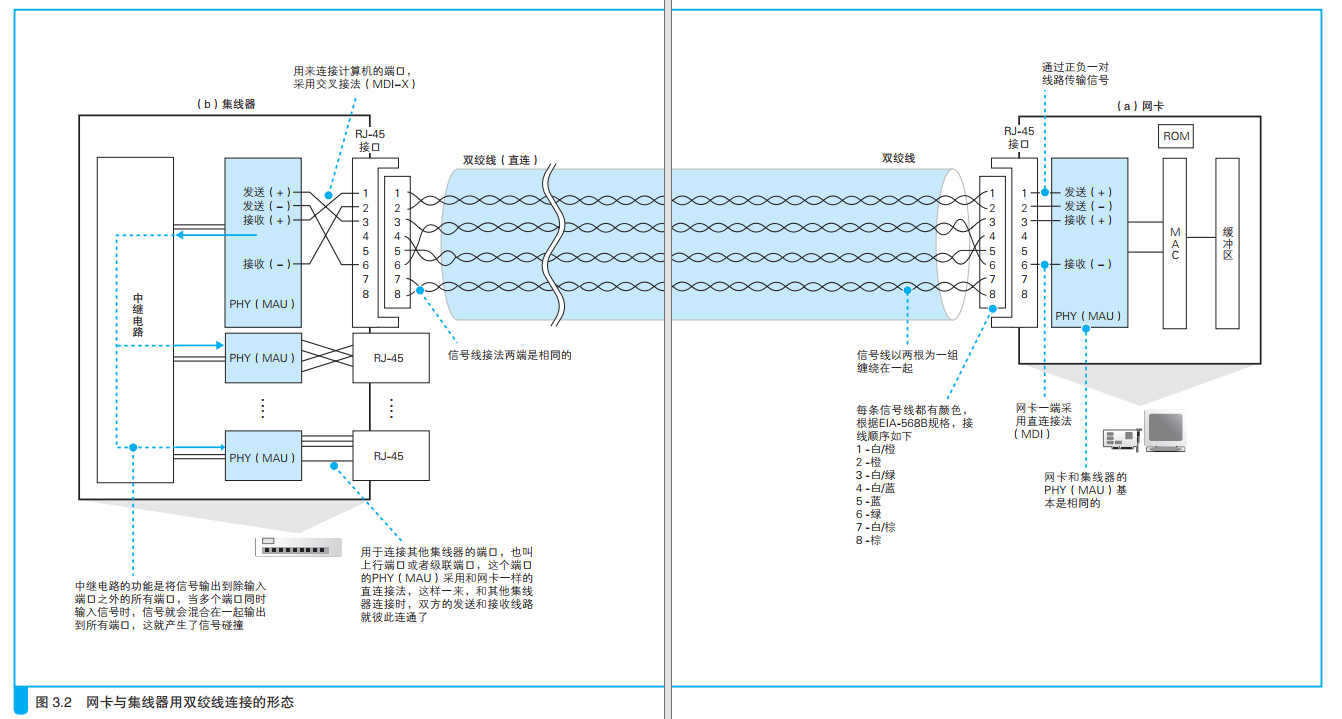 用来连接计算机的端口，
采用交叉接法（MDI-X）
（b）集线器
RJ-45
接口
发送（+）
发送（-）
接收（+）
接收（-）
PHY（MAU）
1
2
3
4
5
6
7
8
1
2
3
4
5
6
7
8
中继电路
PHY（MAU）
RJ-45
⋮
⋮
PHY（MAU）
RJ-45
双绞线（直连）
信号线接法两端是相同的
中继电路的功能是将信号输出到除输入
端口之外的所有端口，当多个端口同时
输入信号时，信号就会混合在一起输出
到所有端口，这就产生了信号碰撞
用于连接其他集线器的端口，也叫
上行端口或者级联端口，这个端口
的PHY（MAU）采用和网卡一样的
直连接法，这样一来，和其他集线
器连接时，双方的发送和接收线路
就彼此连通了
双绞线
通过正负一对
线路传输信号
（a）网卡
RJ-45
接口
ROM
1
2
3
4
5
6
7
8
1
2
3
4
5
6
7
8
发送（+）
发送（-）
接收（+）
接收（-）
PHY（MAU）
MAC
缓冲区
信号线以两根为一组
缠绕在一起
每条信号线都有颜色，
根据EIA-568B规格，接
线顺序如下
1 -白/橙
2 -橙
3 -白/绿
4 -白/蓝
5 -蓝
6 -绿
7 -白/棕
8 -棕
网卡一端采
用直连接法
（MDI）
网卡和集线器的
PHY（MAU）基
本是相同的
图 3.2 网卡与集线器用双绞线连接的形态